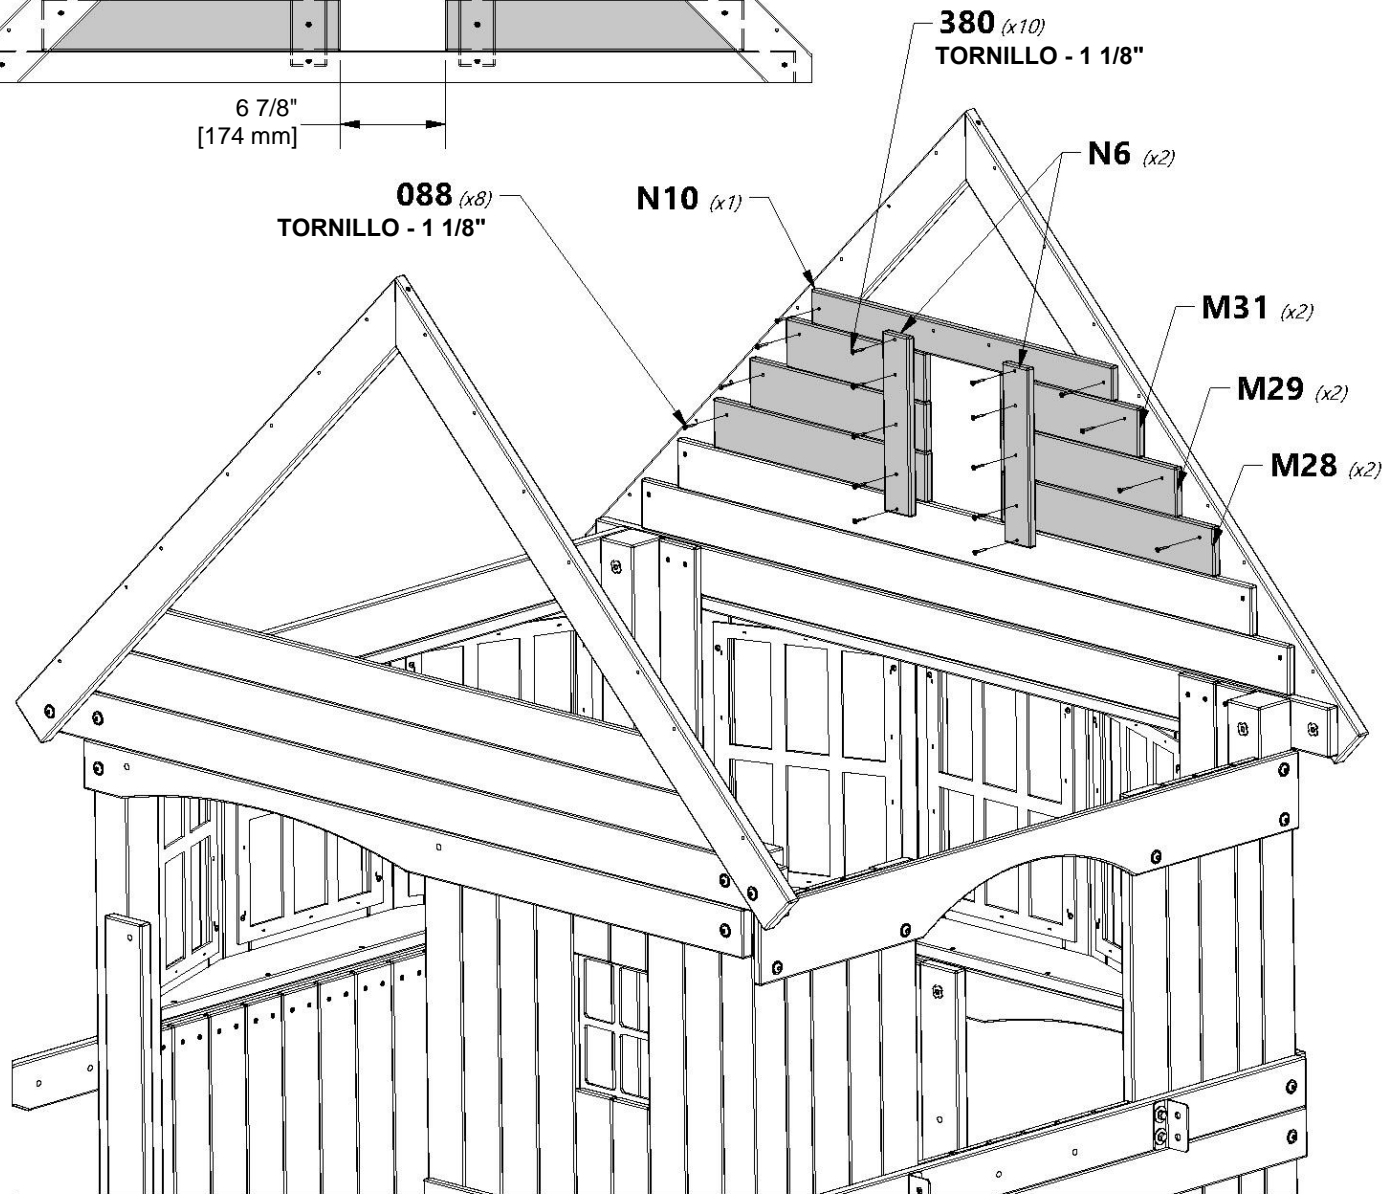 380 (x10)
TORNILLO - 1 1/8"
6 7/8"
[174 mm]
N6 (x2)
088 (x8)
TORNILLO - 1 1/8"
N10 (x1)
M31 (x2)
M29 (x2)
M28 (x2)